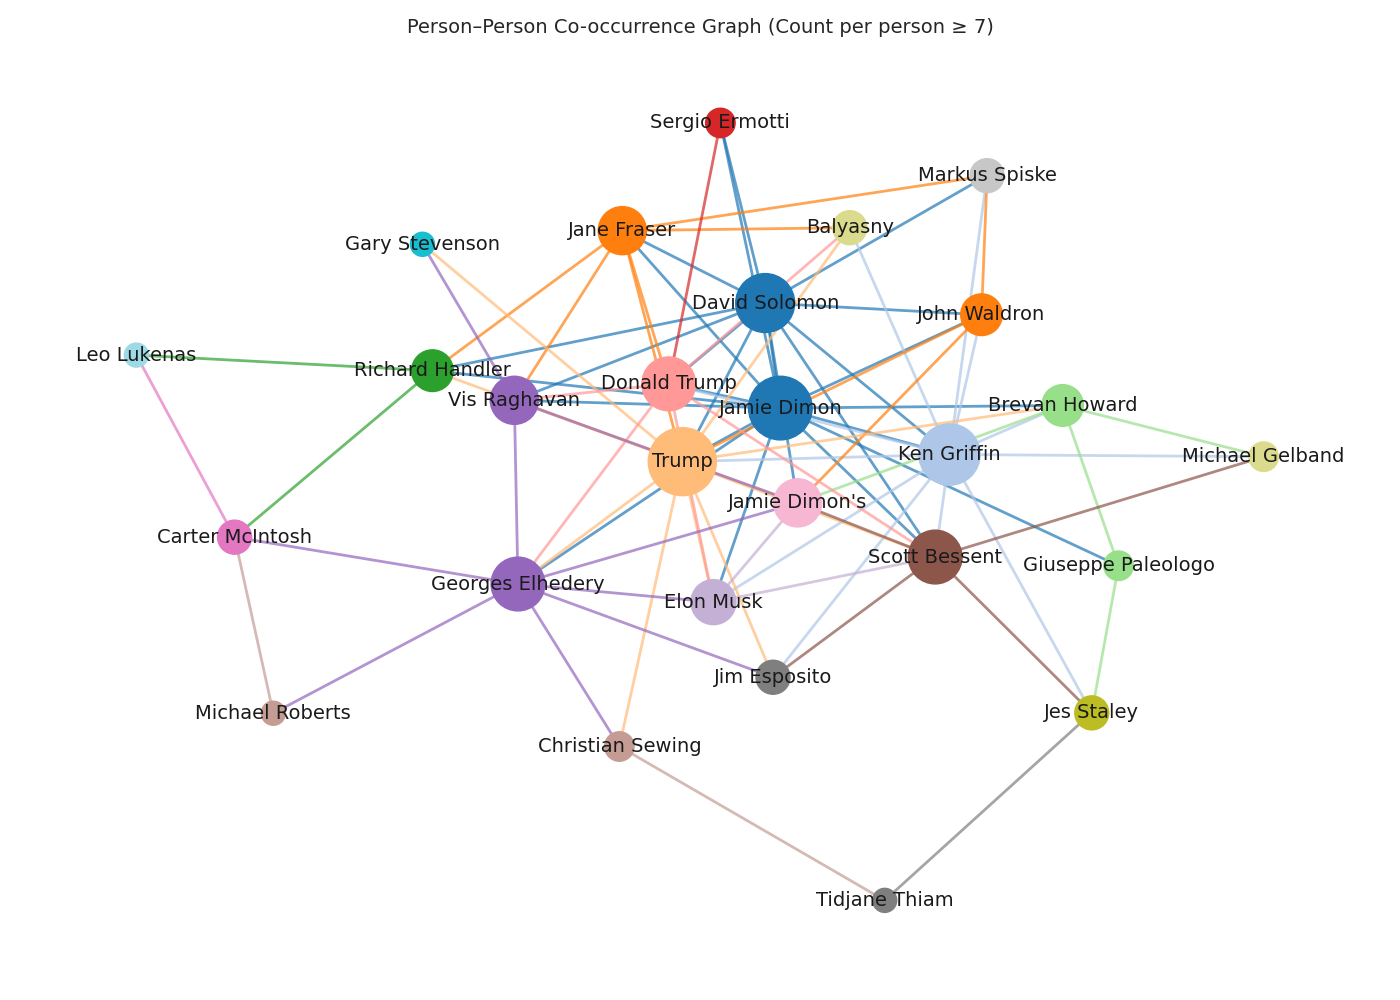 Person–Person Co-occurrence Graph (Count per person ≥ 7)
Sergio Ermotti
Markus Spiske
Jane Fraser
Balyasny
Gary Stevenson
David Solomon
John Waldron
Leo Lukenas
Richard Handler
Donald Trump
Vis Raghavan
Jamie Dimon
Brevan Howard
Trump
Ken Griffin
Michael Gelband
Jamie Dimon's
Carter McIntosh
Scott Bessent
Giuseppe Paleologo
Georges Elhedery
Elon Musk
Jim Esposito
Michael Roberts
Jes Staley
Christian Sewing
Tidjane Thiam